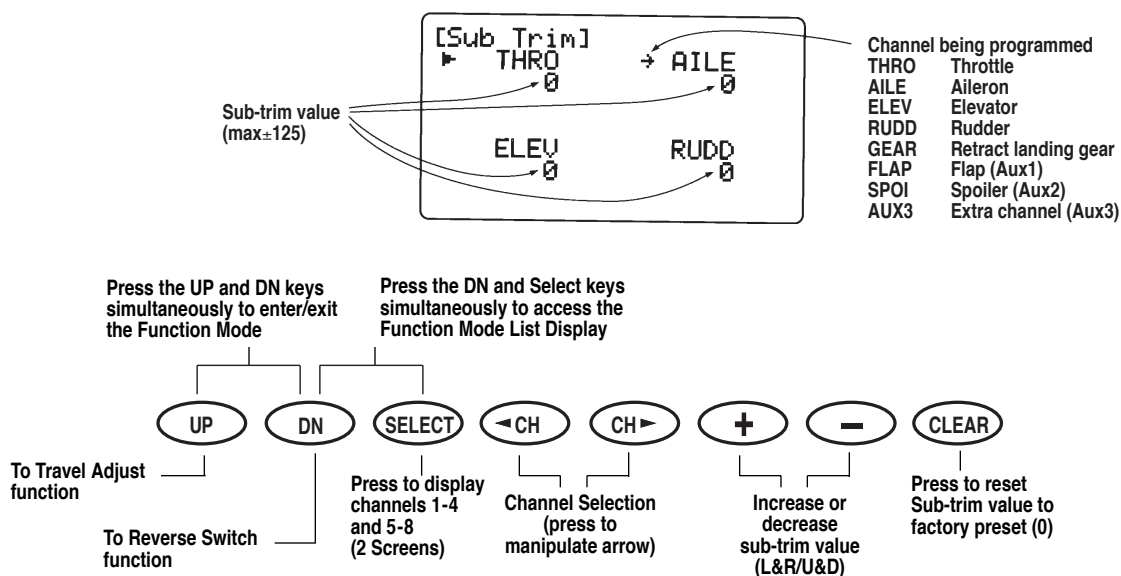 [Sub Trim]
THRO → AILE
0 0
ELEV RUDD
0 0
Sub-trim value
(max±125)
Channel being programmed
THRO Throttle
AILE Aileron
ELEV Elevator
RUDD Rudder
GEAR Retract landing gear
FLAP Flap (Aux1)
SPOI Spoiler (Aux2)
AUX3 Extra channel (Aux3)
Press the UP and DN keys
simultaneously to enter/exit
the Function Mode
Press the DN and Select keys
simultaneously to access the
Function Mode List Display
UP DN SELECT ◄CH CH► + – CLEAR
To Travel Adjust
function
To Reverse Switch
function
Press to display
channels 1-4
and 5-8
(2 Screens)
Channel Selection
(press to
manipulate arrow)
Increase or
decrease
sub-trim value
(L&R/U&D)
Press to reset
Sub-trim value to
factory preset (0)